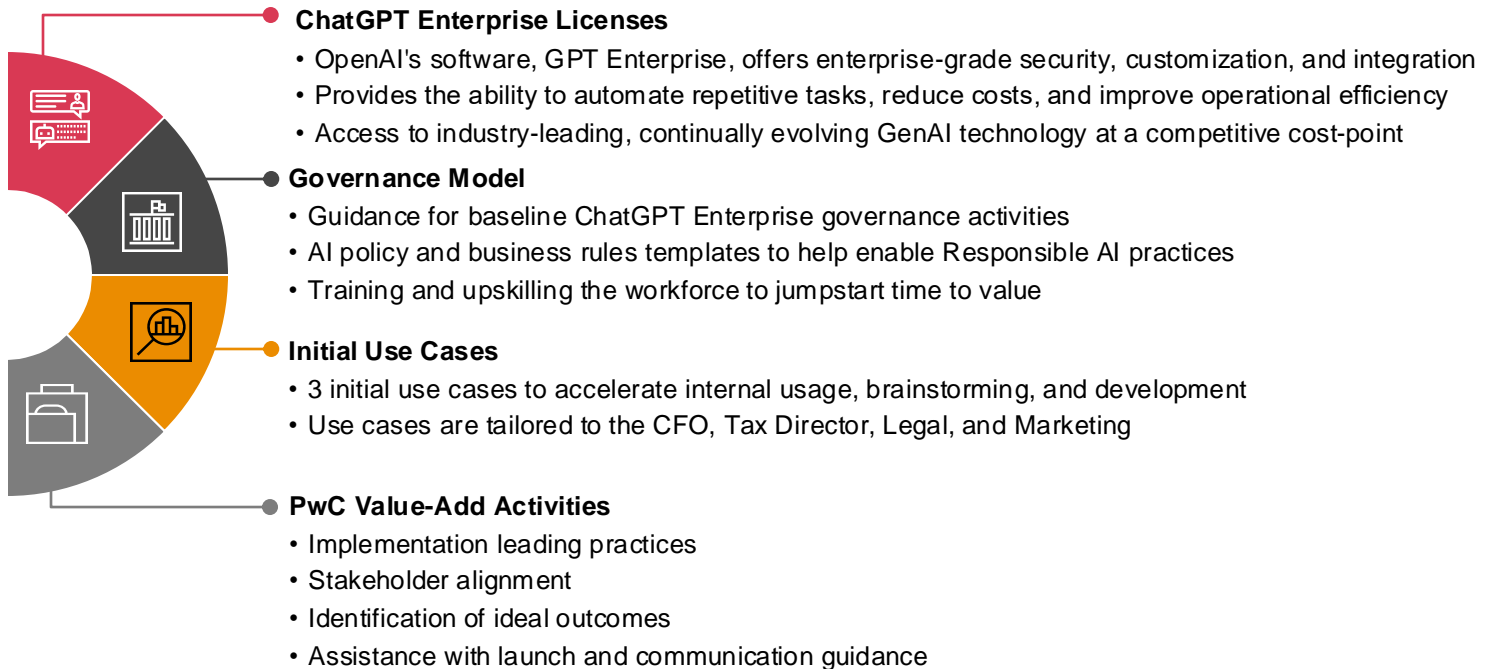 ChatGPT Enterprise Licenses
• OpenAI's software, GPT Enterprise, offers enterprise-grade security, customization, and integration
• Provides the ability to automate repetitive tasks, reduce costs, and improve operational efficiency
• Access to industry-leading, continually evolving GenAI technology at a competitive cost-point
Governance Model
• Guidance for baseline ChatGPT Enterprise governance activities
• AI policy and business rules templates to help enable Responsible AI practices
• Training and upskilling the workforce to jumpstart time to value
Initial Use Cases
• 3 initial use cases to accelerate internal usage, brainstorming, and development
• Use cases are tailored to the CFO, Tax Director, Legal, and Marketing
PwC Value-Add Activities
• Implementation leading practices
• Stakeholder alignment
• Identification of ideal outcomes
• Assistance with launch and communication guidance